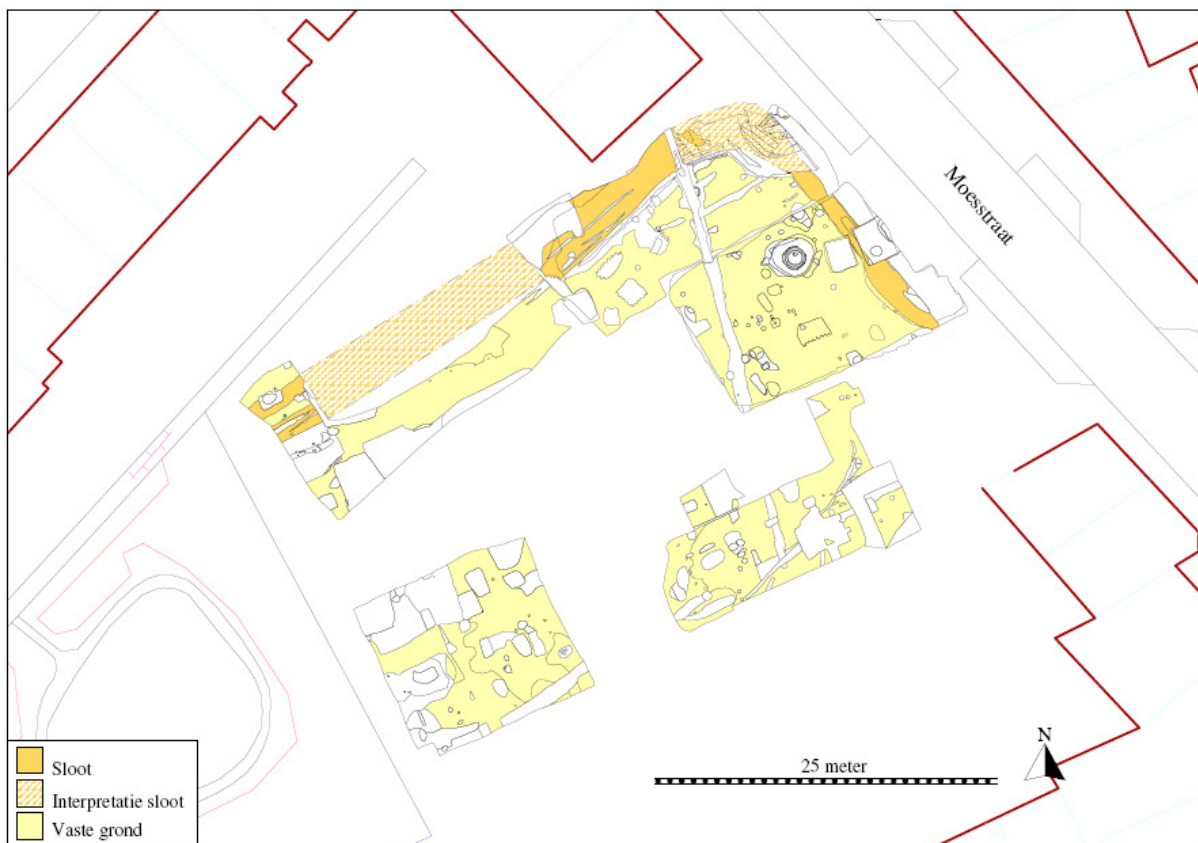 Moesstraat
N
25 meter
Sloot
Interpretatie sloot
Vaste grond